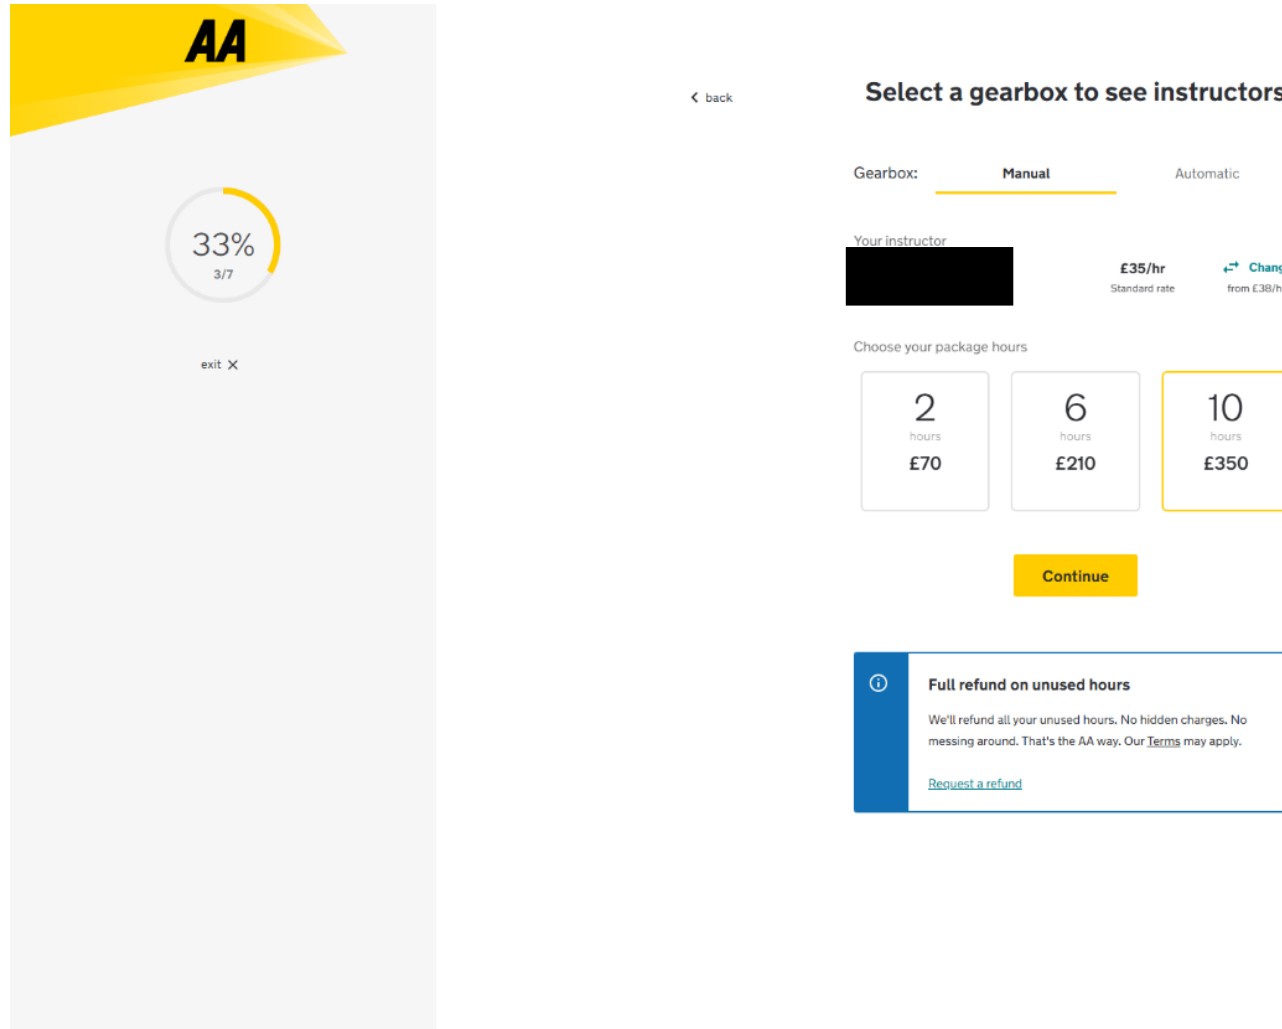 AA
33%
3/7
exit
back
Select a gearbox to see instructors
Gearbox: Manual Automatic
Your instructor
£35/hr
Standard rate
Chang
from £38/h
Choose your package hours
2
hours
£70
6
hours
£210
10
hours
£350
Continue
Full refund on unused hours
We'll refund all your unused hours. No hidden charges. No
messing around. That's the AA way. Our Terms may apply.
Request a refund